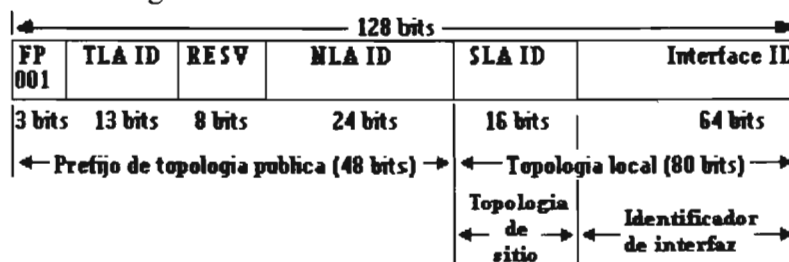 128 bits
FP 001 TLA ID RESV NLA ID SLA ID Interface ID
3 bits 13 bits 8 bits 24 bits 16 bits 64 bits
Prefijo de topologia publica (48 bits) Topologia local (80 bits)
Topologia de sitio
Identificador de interfaz